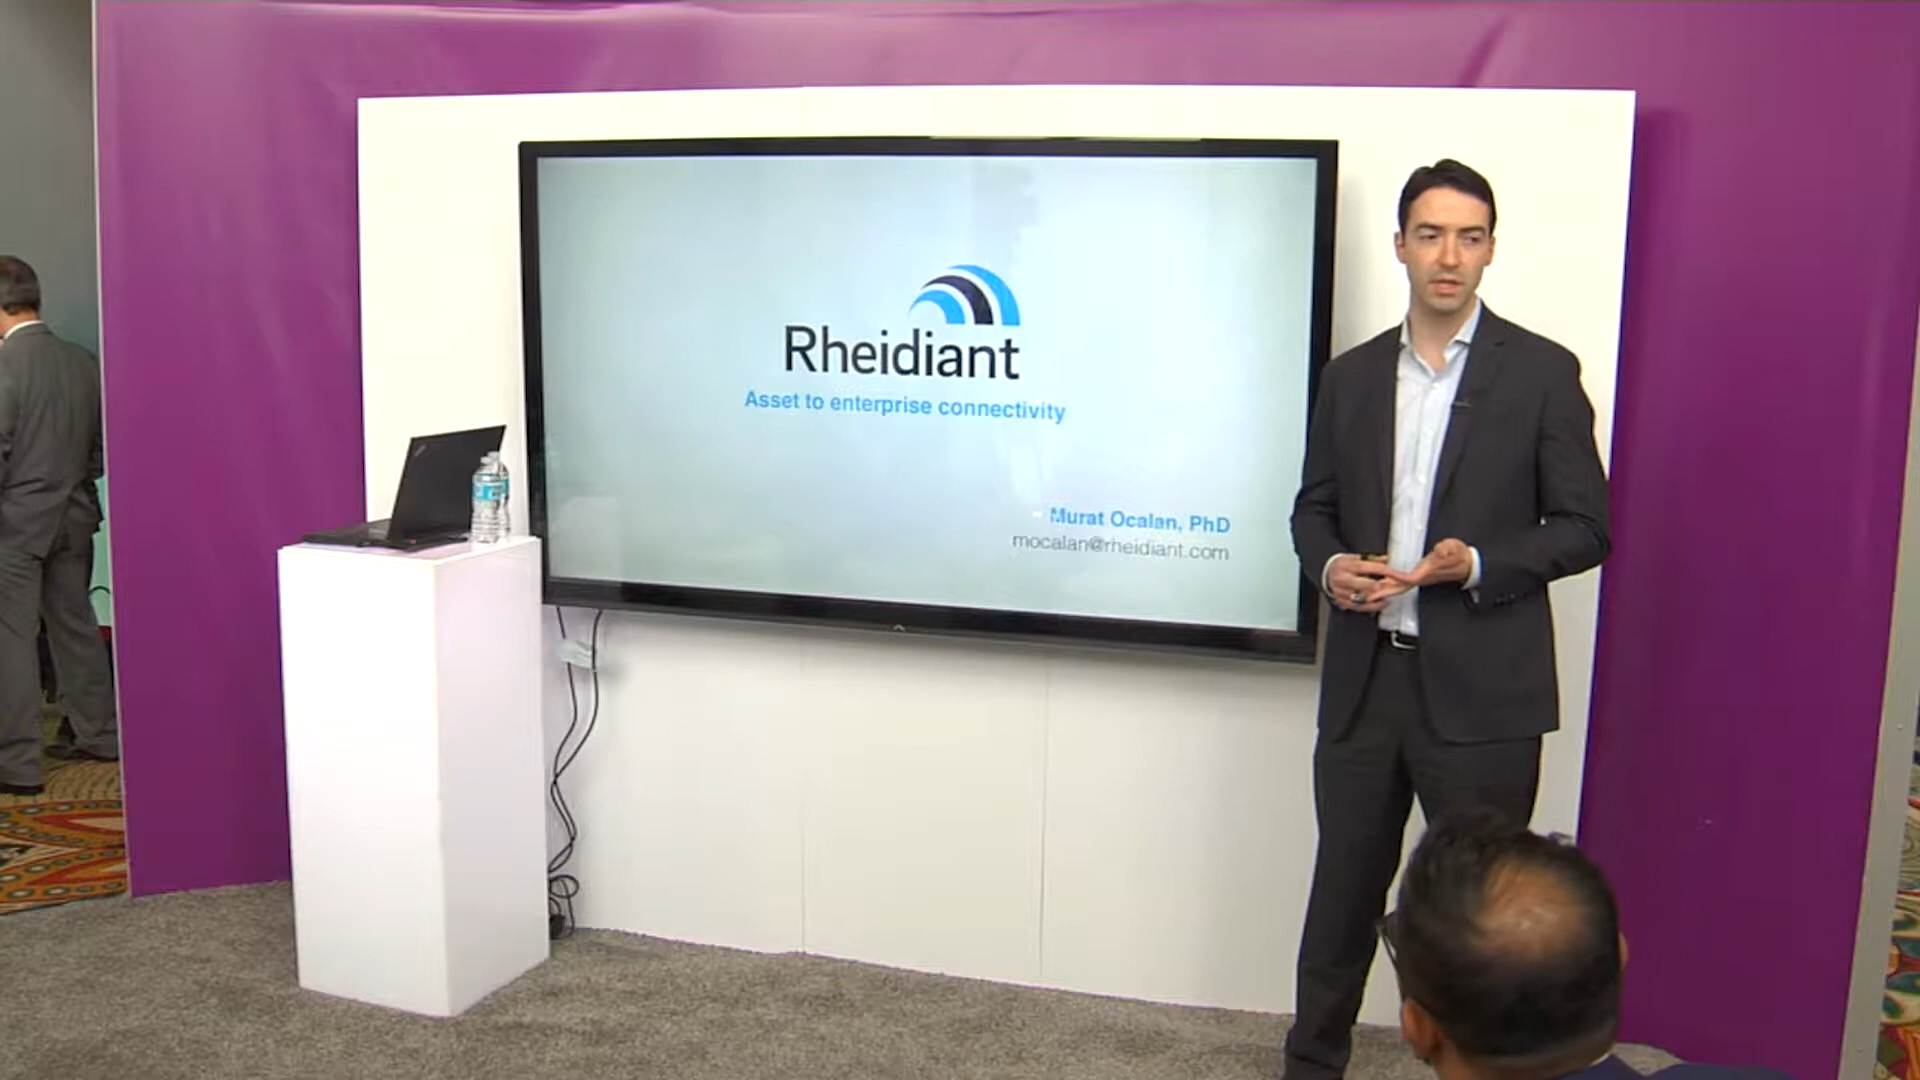 Rheidiant
Asset to enterprise connectivity
Murat Ocalan, PhD
mocalan@rheidiant.com